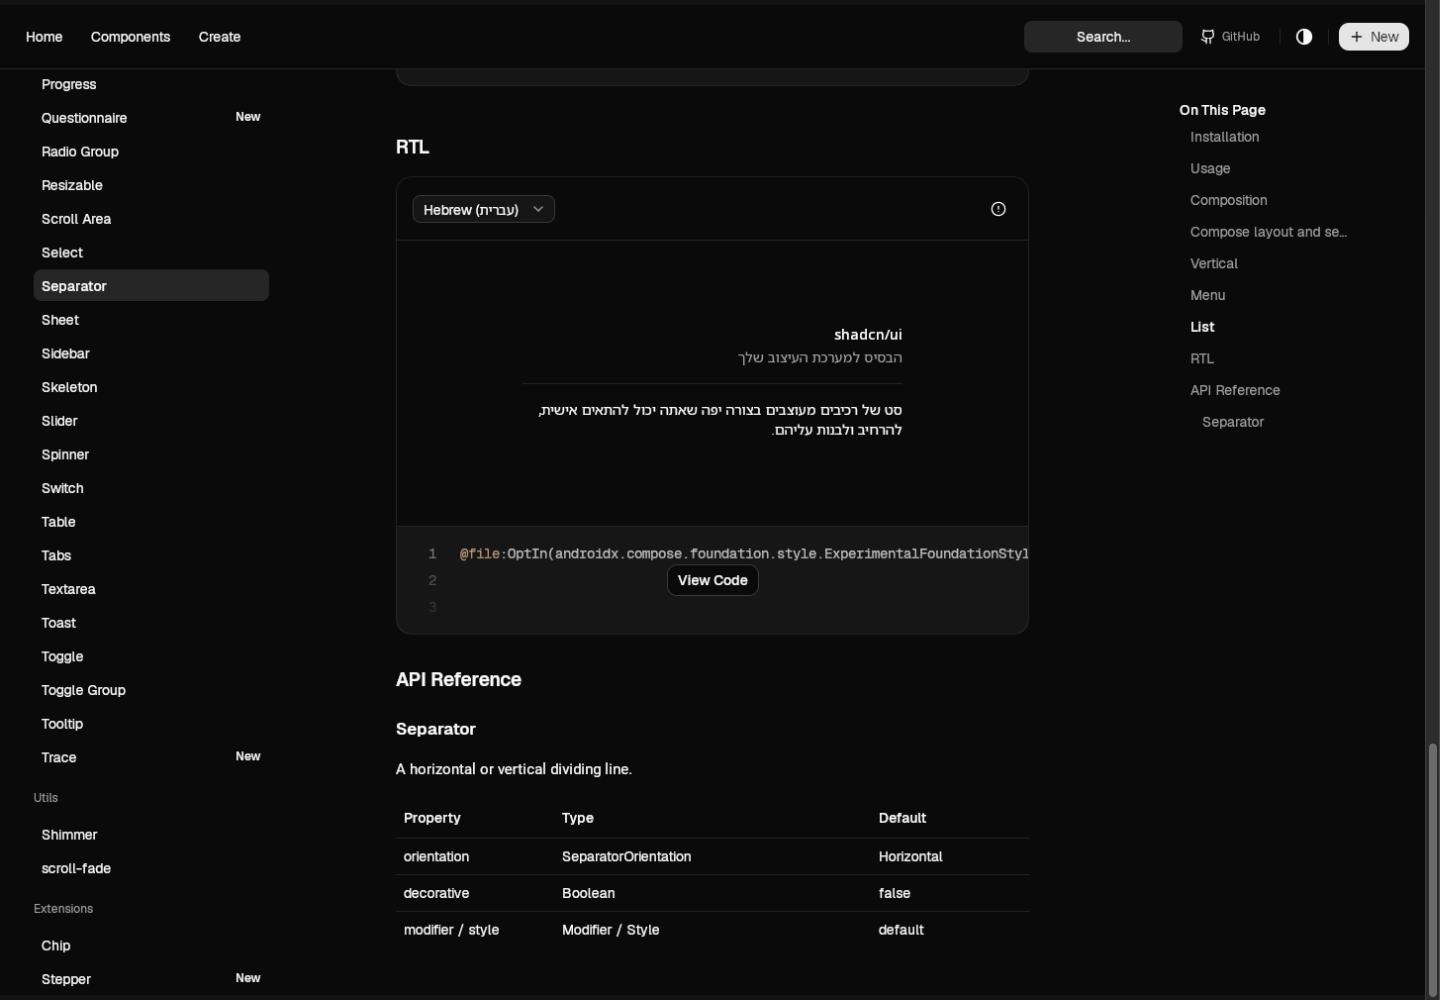 Home
Components
Create
Search...
GitHub
New
Progress
Questionnaire New
Radio Group
Resizable
Scroll Area
Select
Separator
Sheet
Sidebar
Skeleton
Slider
Spinner
Switch
Table
Tabs
Textarea
Toast
Toggle
Toggle Group
Tooltip
Trace New
Utils
Shimmer
scroll-fade
Extensions
Chip
Stepper New
RTL
Hebrew (עברית)
shadcn/ui
הבסיס למערכת העיצוב שלך
סט של רכיבים מעוצבים בצורה יפה שאתה יכול להתאים אישית,
להרחיב ולבנות עליהם.
1 @file:OptIn(androidx.compose.foundation.style.ExperimentalFoundationStyl
2
View Code
3
API Reference
Separator
A horizontal or vertical dividing line.
Property Type Default
orientation SeparatorOrientation Horizontal
decorative Boolean false
modifier / style Modifier / Style default
On This Page
Installation
Usage
Composition
Compose layout and se...
Vertical
Menu
List
RTL
API Reference
Separator